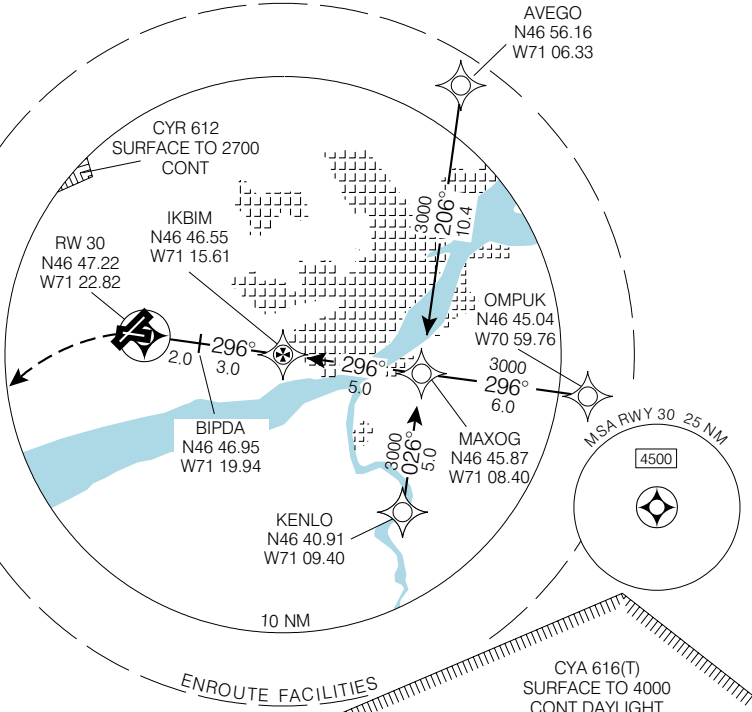 AVEGO
N46 56.16
W71 06.33
CYR 612
SURFACE TO 2700
CONT
IKBIM
N46 46.55
W71 15.61
RW 30
N46 47.22
W71 22.82
3000
206°
10.4
OMPUK
N46 45.04
W70 59.76
2.0
296°
3.0
296°
5.0
3000
296°
6.0
BIPDA
N46 46.95
W71 19.94
MAXOG
N46 45.87
W71 08.40
3000
026°
5.0
KENLO
N46 40.91
W71 09.40
MSA RWY 30 25 NM
4500
10 NM
ENROUTE FACILITIES
CYA 616(T)
SURFACE TO 4000
CONT DAYLIGHT